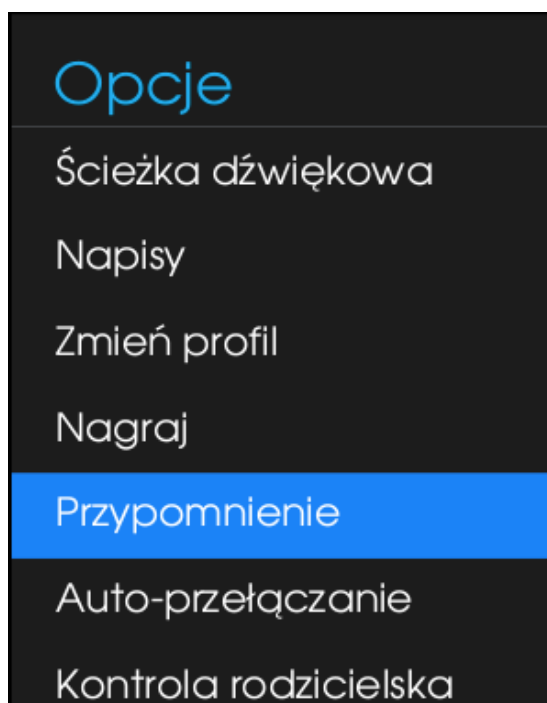 Opcje
Ścieżka dźwiękowa
Napisy
Zmień profil
Nagraj
Przypomnienie
Auto-przełączanie
Kontrola rodzicielska